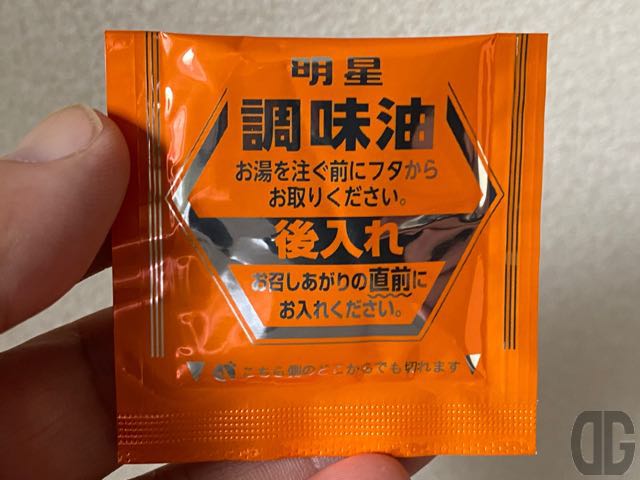 明星
調味油
お湯を注ぐ前にフタから
お取りください。
後入れ
お召しあがりの直前に
お入れください。
▼こちら側のどこからでも切れます▼
DG